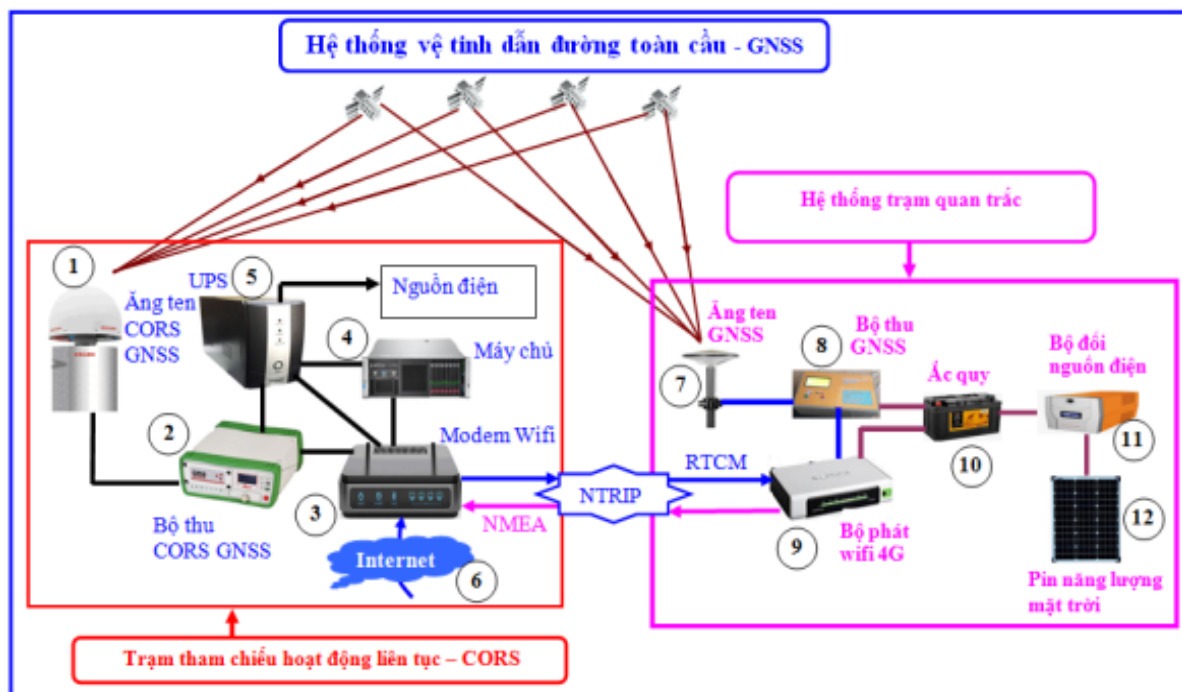 Hệ thống vệ tinh dẫn đường toàn cầu - GNSS
Hệ thống trạm quan trắc
1
UPS
5
Nguồn điện
Ăng ten
CORS
GNSS
4
Máy chủ
2
Modem Wifi
Bộ thu
CORS GNSS
3
NMEA
Internet
6
NTRIP
RTCM
Ăng ten
GNSS
7
8
Bộ thu
GNSS
Ắc quy
10
Bộ đổi
nguồn điện
11
9
Bộ phát
wifi 4G
12
Pin năng lượng
mặt trời
Trạm tham chiếu hoạt động liên tục – CORS